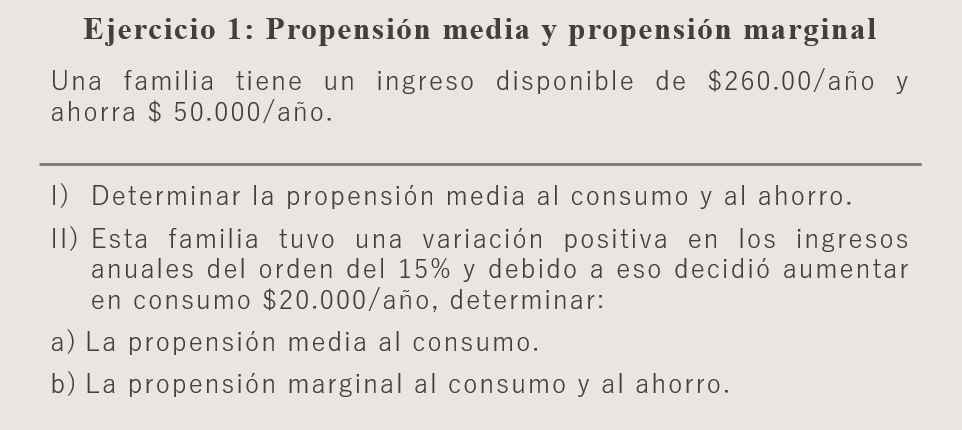 Ejercicio 1: Propensión media y propensión marginal
Una familia tiene un ingreso disponible de $260.00/año y
ahorra $ 50.000/año.
I) Determinar la propensión media al consumo y al ahorro.
II) Esta familia tuvo una variación positiva en los ingresos
anuales del orden del 15% y debido a eso decidió aumentar
en consumo $20.000/año, determinar:
a) La propensión media al consumo.
b) La propensión marginal al consumo y al ahorro.